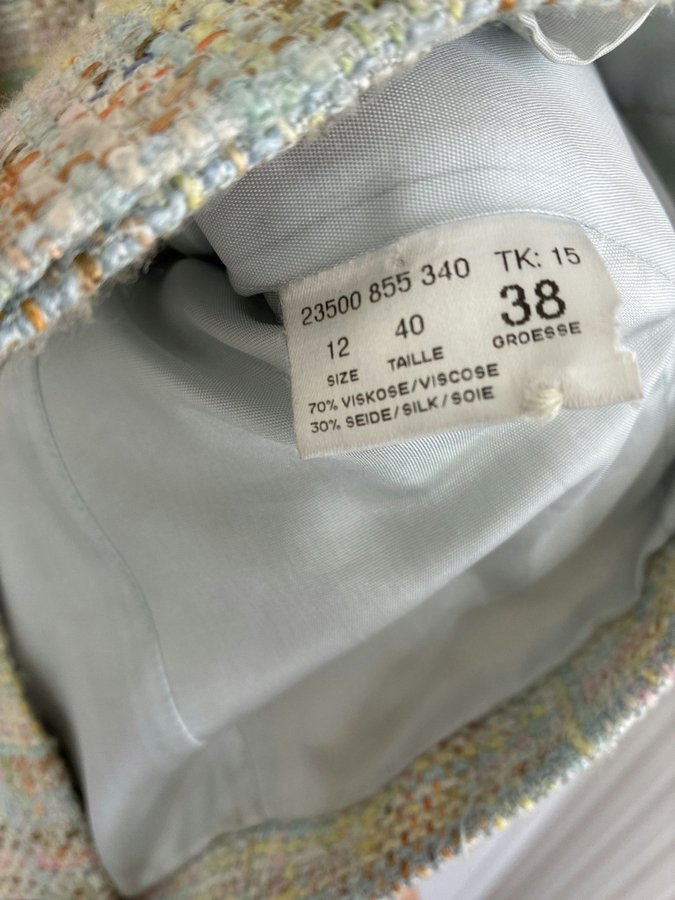 23500 855 340 TK: 15
12 40 38
SIZE TAILLE GROESSE
70% VISKOSE/VISCOSE
30% SEIDE/SILK/SOIE